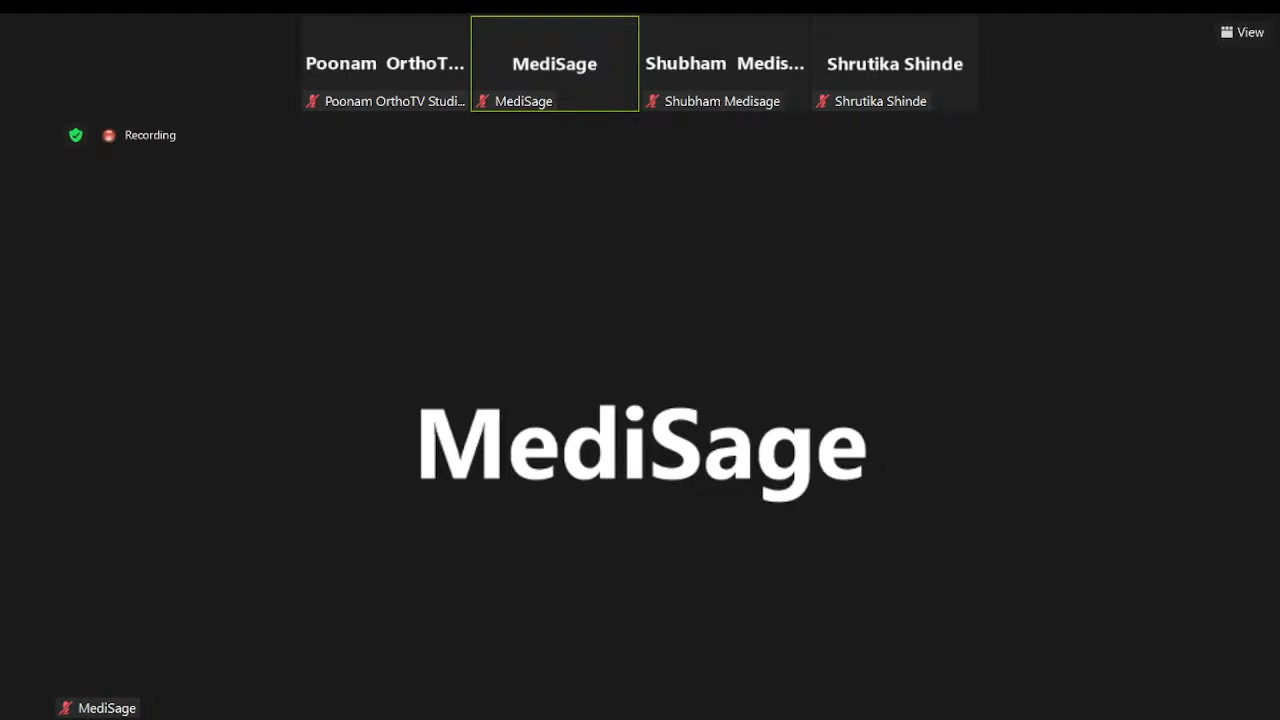 Poonam OrthoT...
MediSage
Shubham Medis...
Shrutika Shinde
View
Poonam OrthoTV Studi...
MediSage
Shubham Medisage
Shrutika Shinde
Recording
MediSage
MediSage